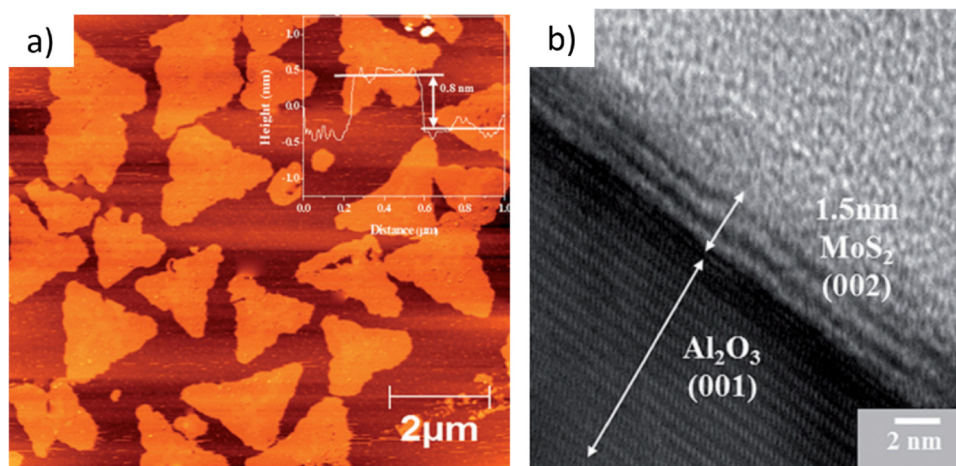 a)
Height (nm)
1.0
0.5
0.0
-0.5
-1.0
0.8 nm
0.0 0.2 0.4 0.6 0.8 1.0
Distance (μm)
2μm
b)
1.5nm
MoS₂
(002)
Al₂O₃
(001)
2 nm